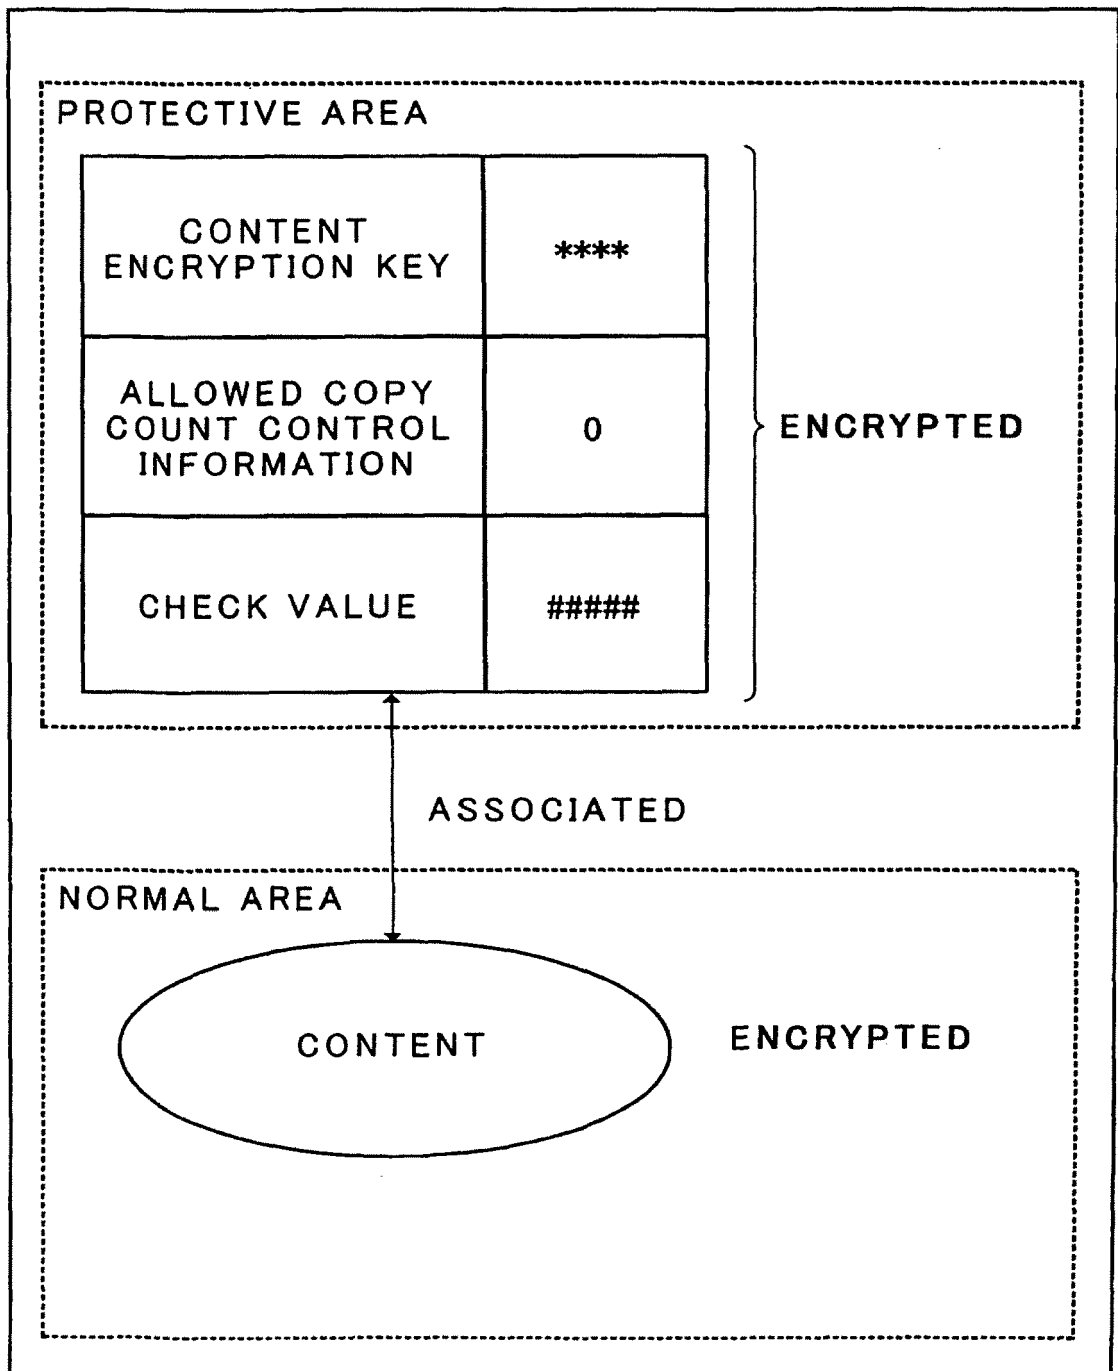 PROTECTIVE AREA
CONTENT
ENCRYPTION KEY
****
ALLOWED COPY
COUNT CONTROL
INFORMATION
0
ENCRYPTED
CHECK VALUE
#####
ASSOCIATED
NORMAL AREA
CONTENT
ENCRYPTED